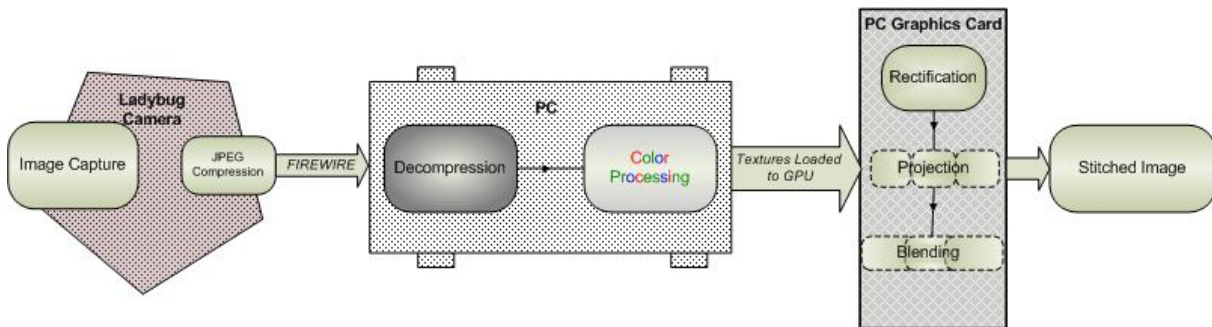 Ladybug
Camera
Image Capture
JPEG
Compression
FIREWIRE
PC
Decompression
Color
Processing
Textures Loaded
to GPU
PC Graphics Card
Rectification
Projection
Blending
Stitched Image